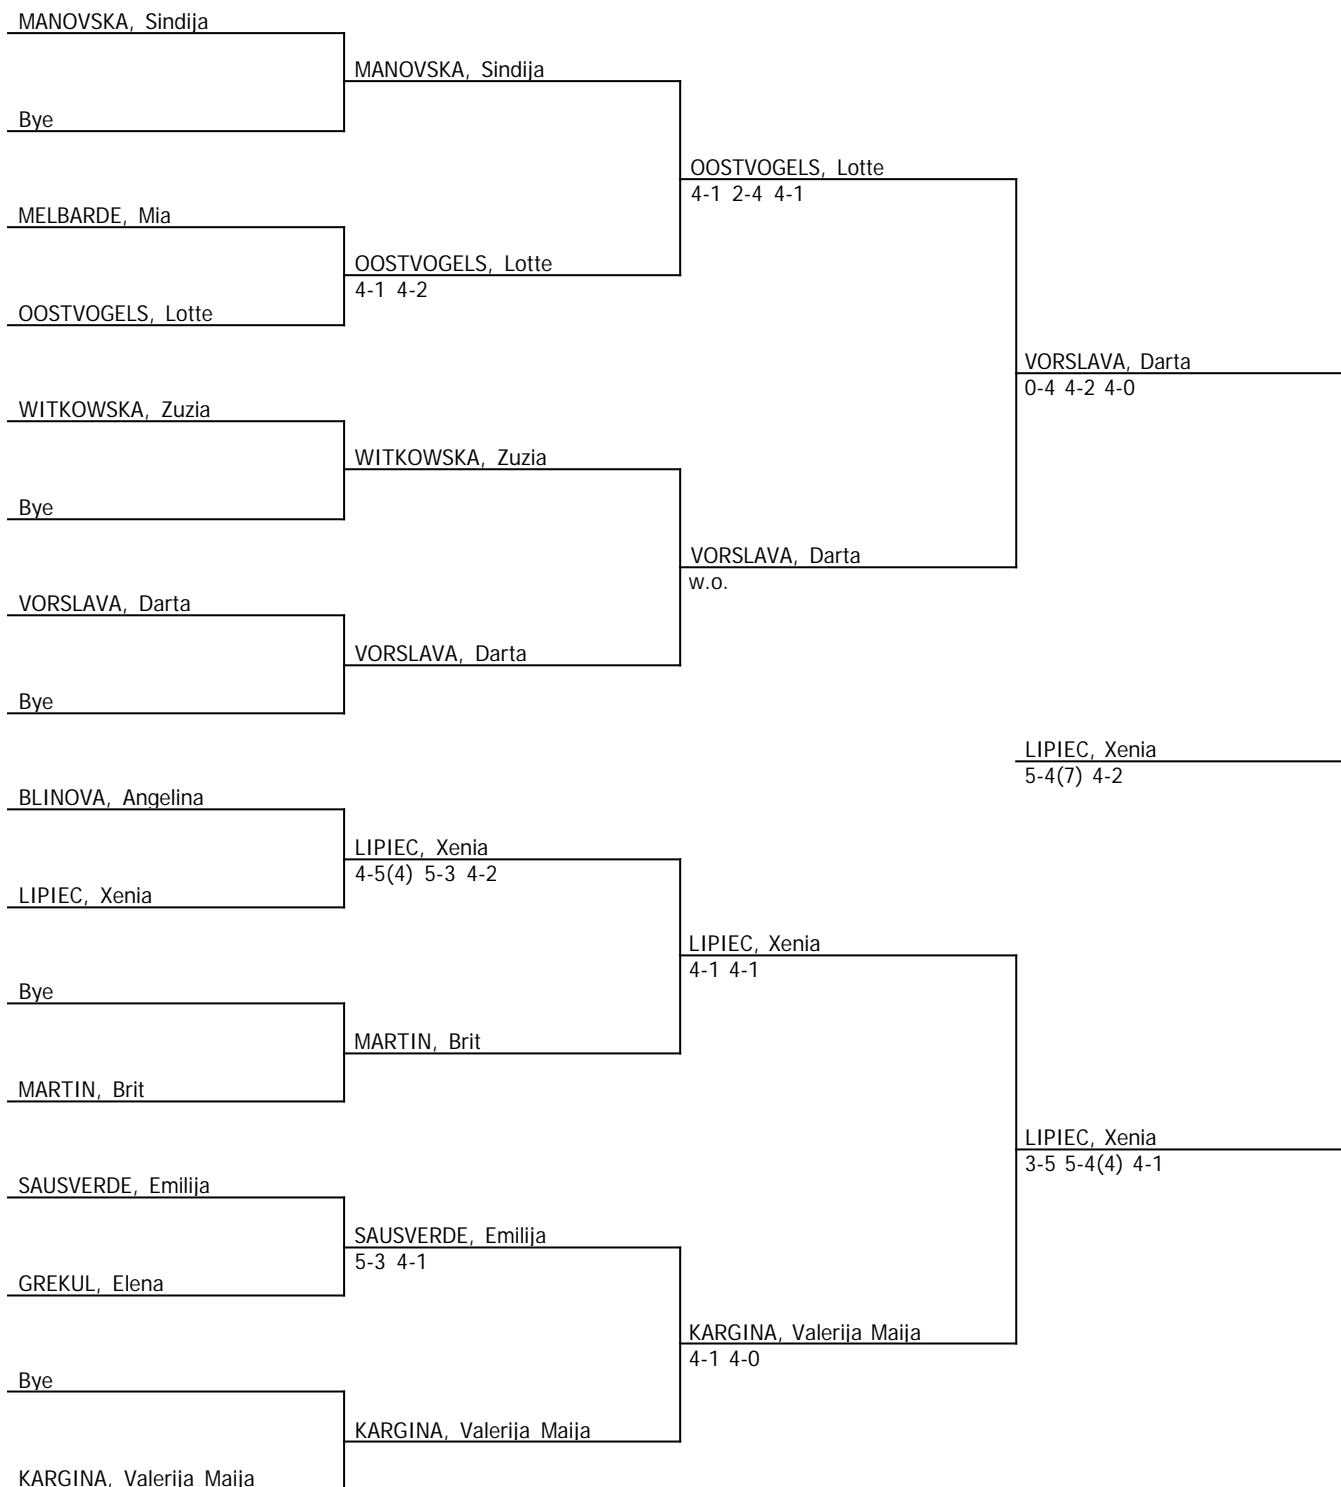 MANOVSKA, Sindija
MANOVSKA, Sindija
Bye
OOSTVOGELS, Lotte
4-1 2-4 4-1
MELBARDE, Mia
OOSTVOGELS, Lotte
4-1 4-2
OOSTVOGELS, Lotte
VORSLAVA, Darta
0-4 4-2 4-0
WITKOWSKA, Zuzia
WITKOWSKA, Zuzia
Bye
VORSLAVA, Darta
w.o.
VORSLAVA, Darta
VORSLAVA, Darta
Bye
LIPIEC, Xenia
5-4(7) 4-2
BLINOVA, Angelina
LIPIEC, Xenia
4-5(4) 5-3 4-2
LIPIEC, Xenia
LIPIEC, Xenia
4-1 4-1
Bye
MARTIN, Brit
MARTIN, Brit
LIPIEC, Xenia
3-5 5-4(4) 4-1
SAUSVERDE, Emilija
SAUSVERDE, Emilija
5-3 4-1
GREKUL, Elena
KARGINA, Valerija Maija
4-1 4-0
Bye
KARGINA, Valerija Maija
KARGINA, Valerija Maija